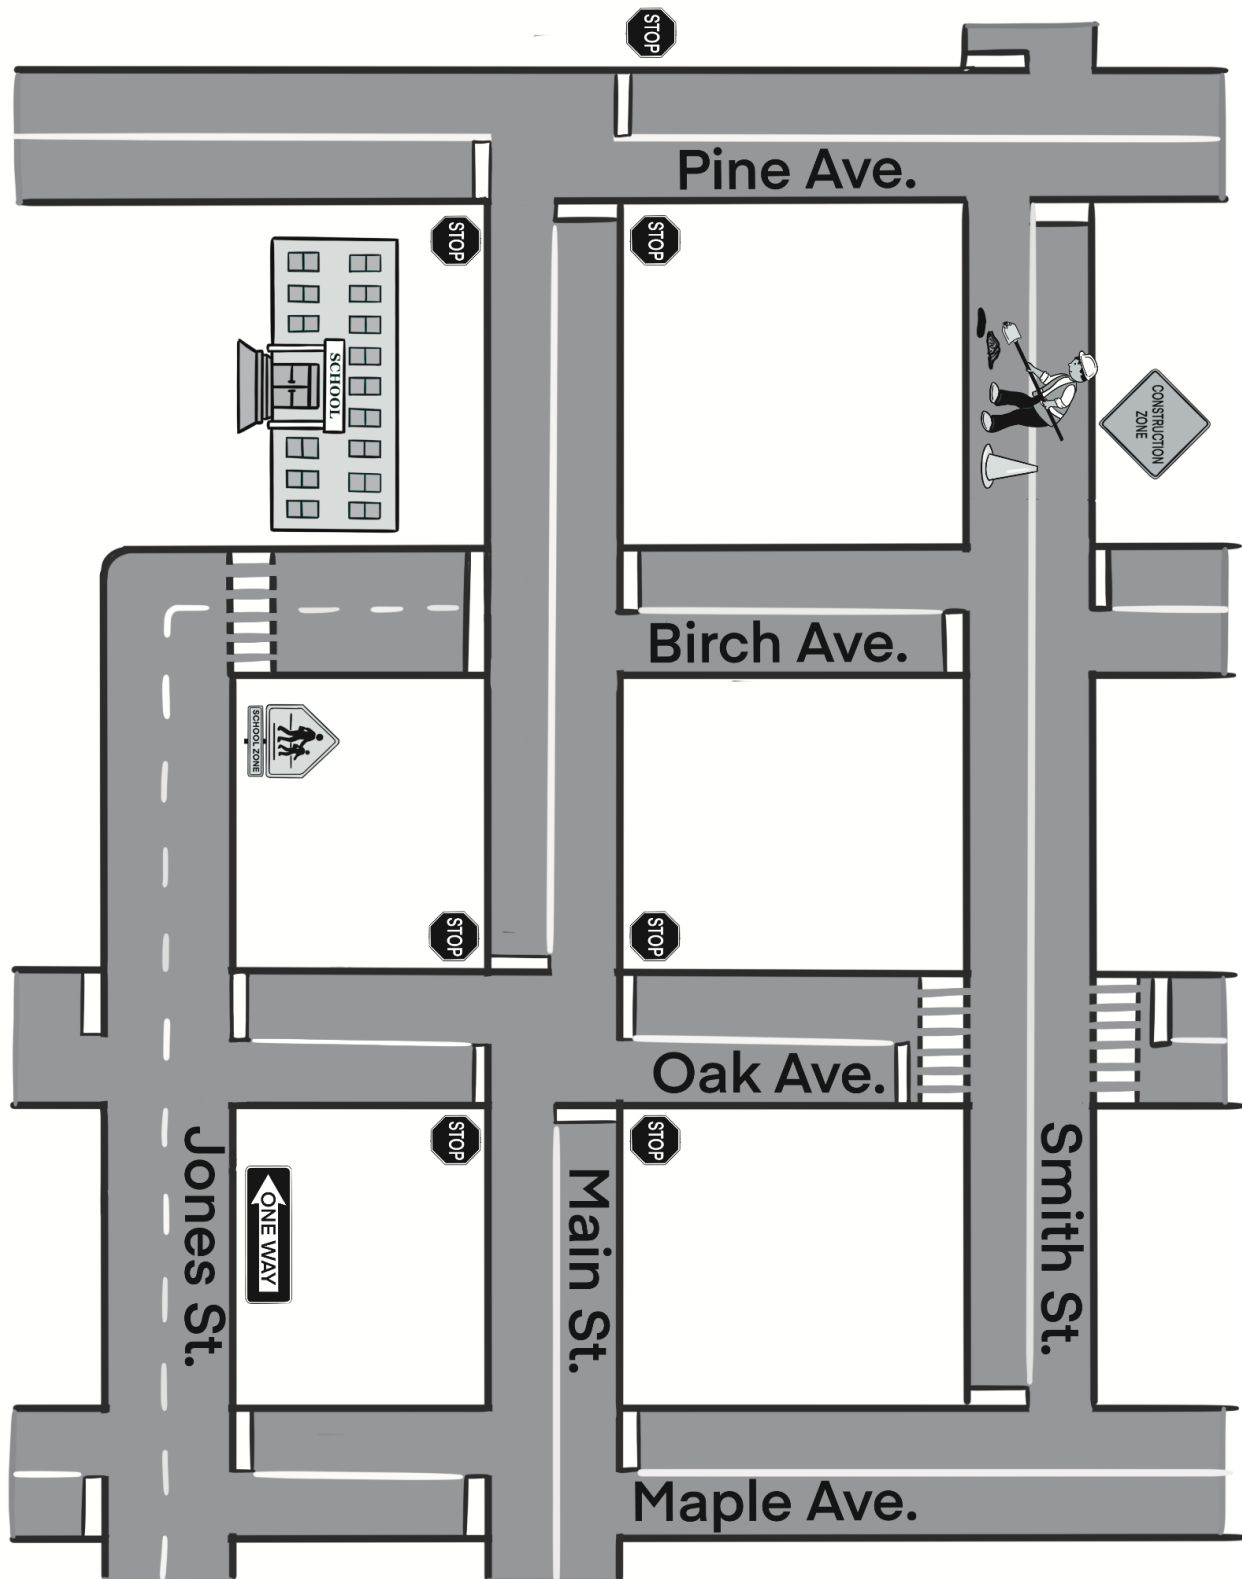 STOP
Pine Ave.
STOP
STOP
SCHOOL
CONSTRUCTION
ZONE
Birch Ave.
SCHOOL ZONE
STOP
STOP
Oak Ave.
STOP
STOP
Jones St.
ONE WAY
Main St.
Smith St.
Maple Ave.